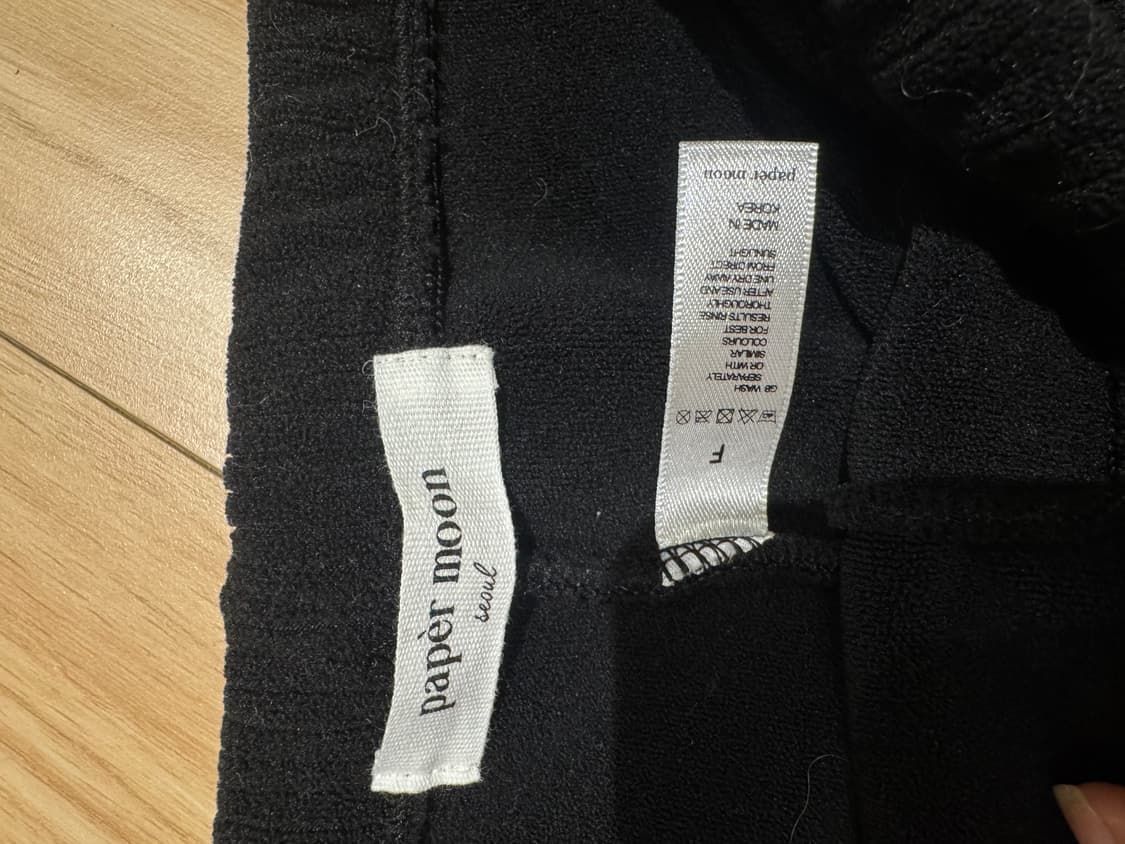 papèr moon
seoul
F
GB WASH
SEPARATELY
OR WITH
SIMILAR
COLOURS
FOR BEST
RESULTS RINSE
THOROUGHLY
AFTER USE AND
LINE DRY AWAY
FROM DIRECT
SUNLIGHT
MADE IN
KOREA
papèr moon